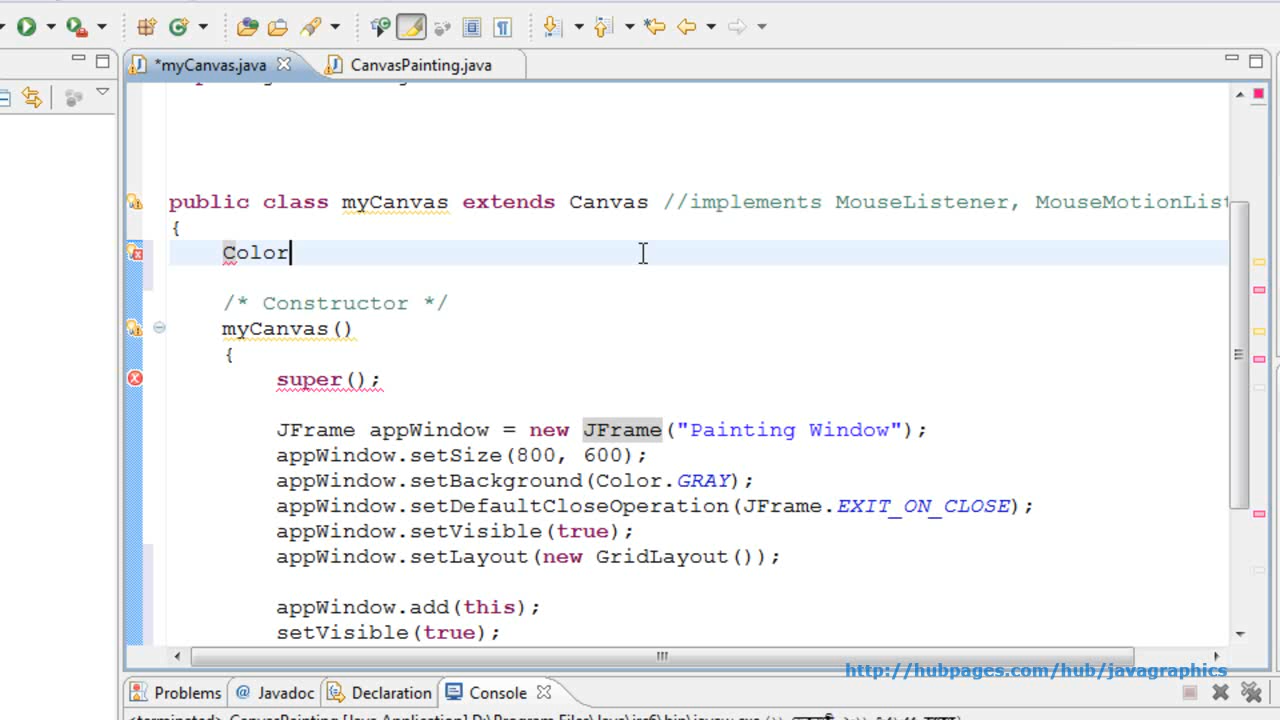 *myCanvas.java
CanvasPainting.java
public class myCanvas extends Canvas //implements MouseListener, MouseMotionList
{
Color
/* Constructor */
myCanvas()
{
super();
JFrame appWindow = new JFrame("Painting Window");
appWindow.setSize(800, 600);
appWindow.setBackground(Color.GRAY);
appWindow.setDefaultCloseOperation(JFrame.EXIT_ON_CLOSE);
appWindow.setVisible(true);
appWindow.setLayout(new GridLayout());
appWindow.add(this);
setVisible(true);
http://hubpages.com/hub/javagraphics
Problems @ Javadoc Declaration Console